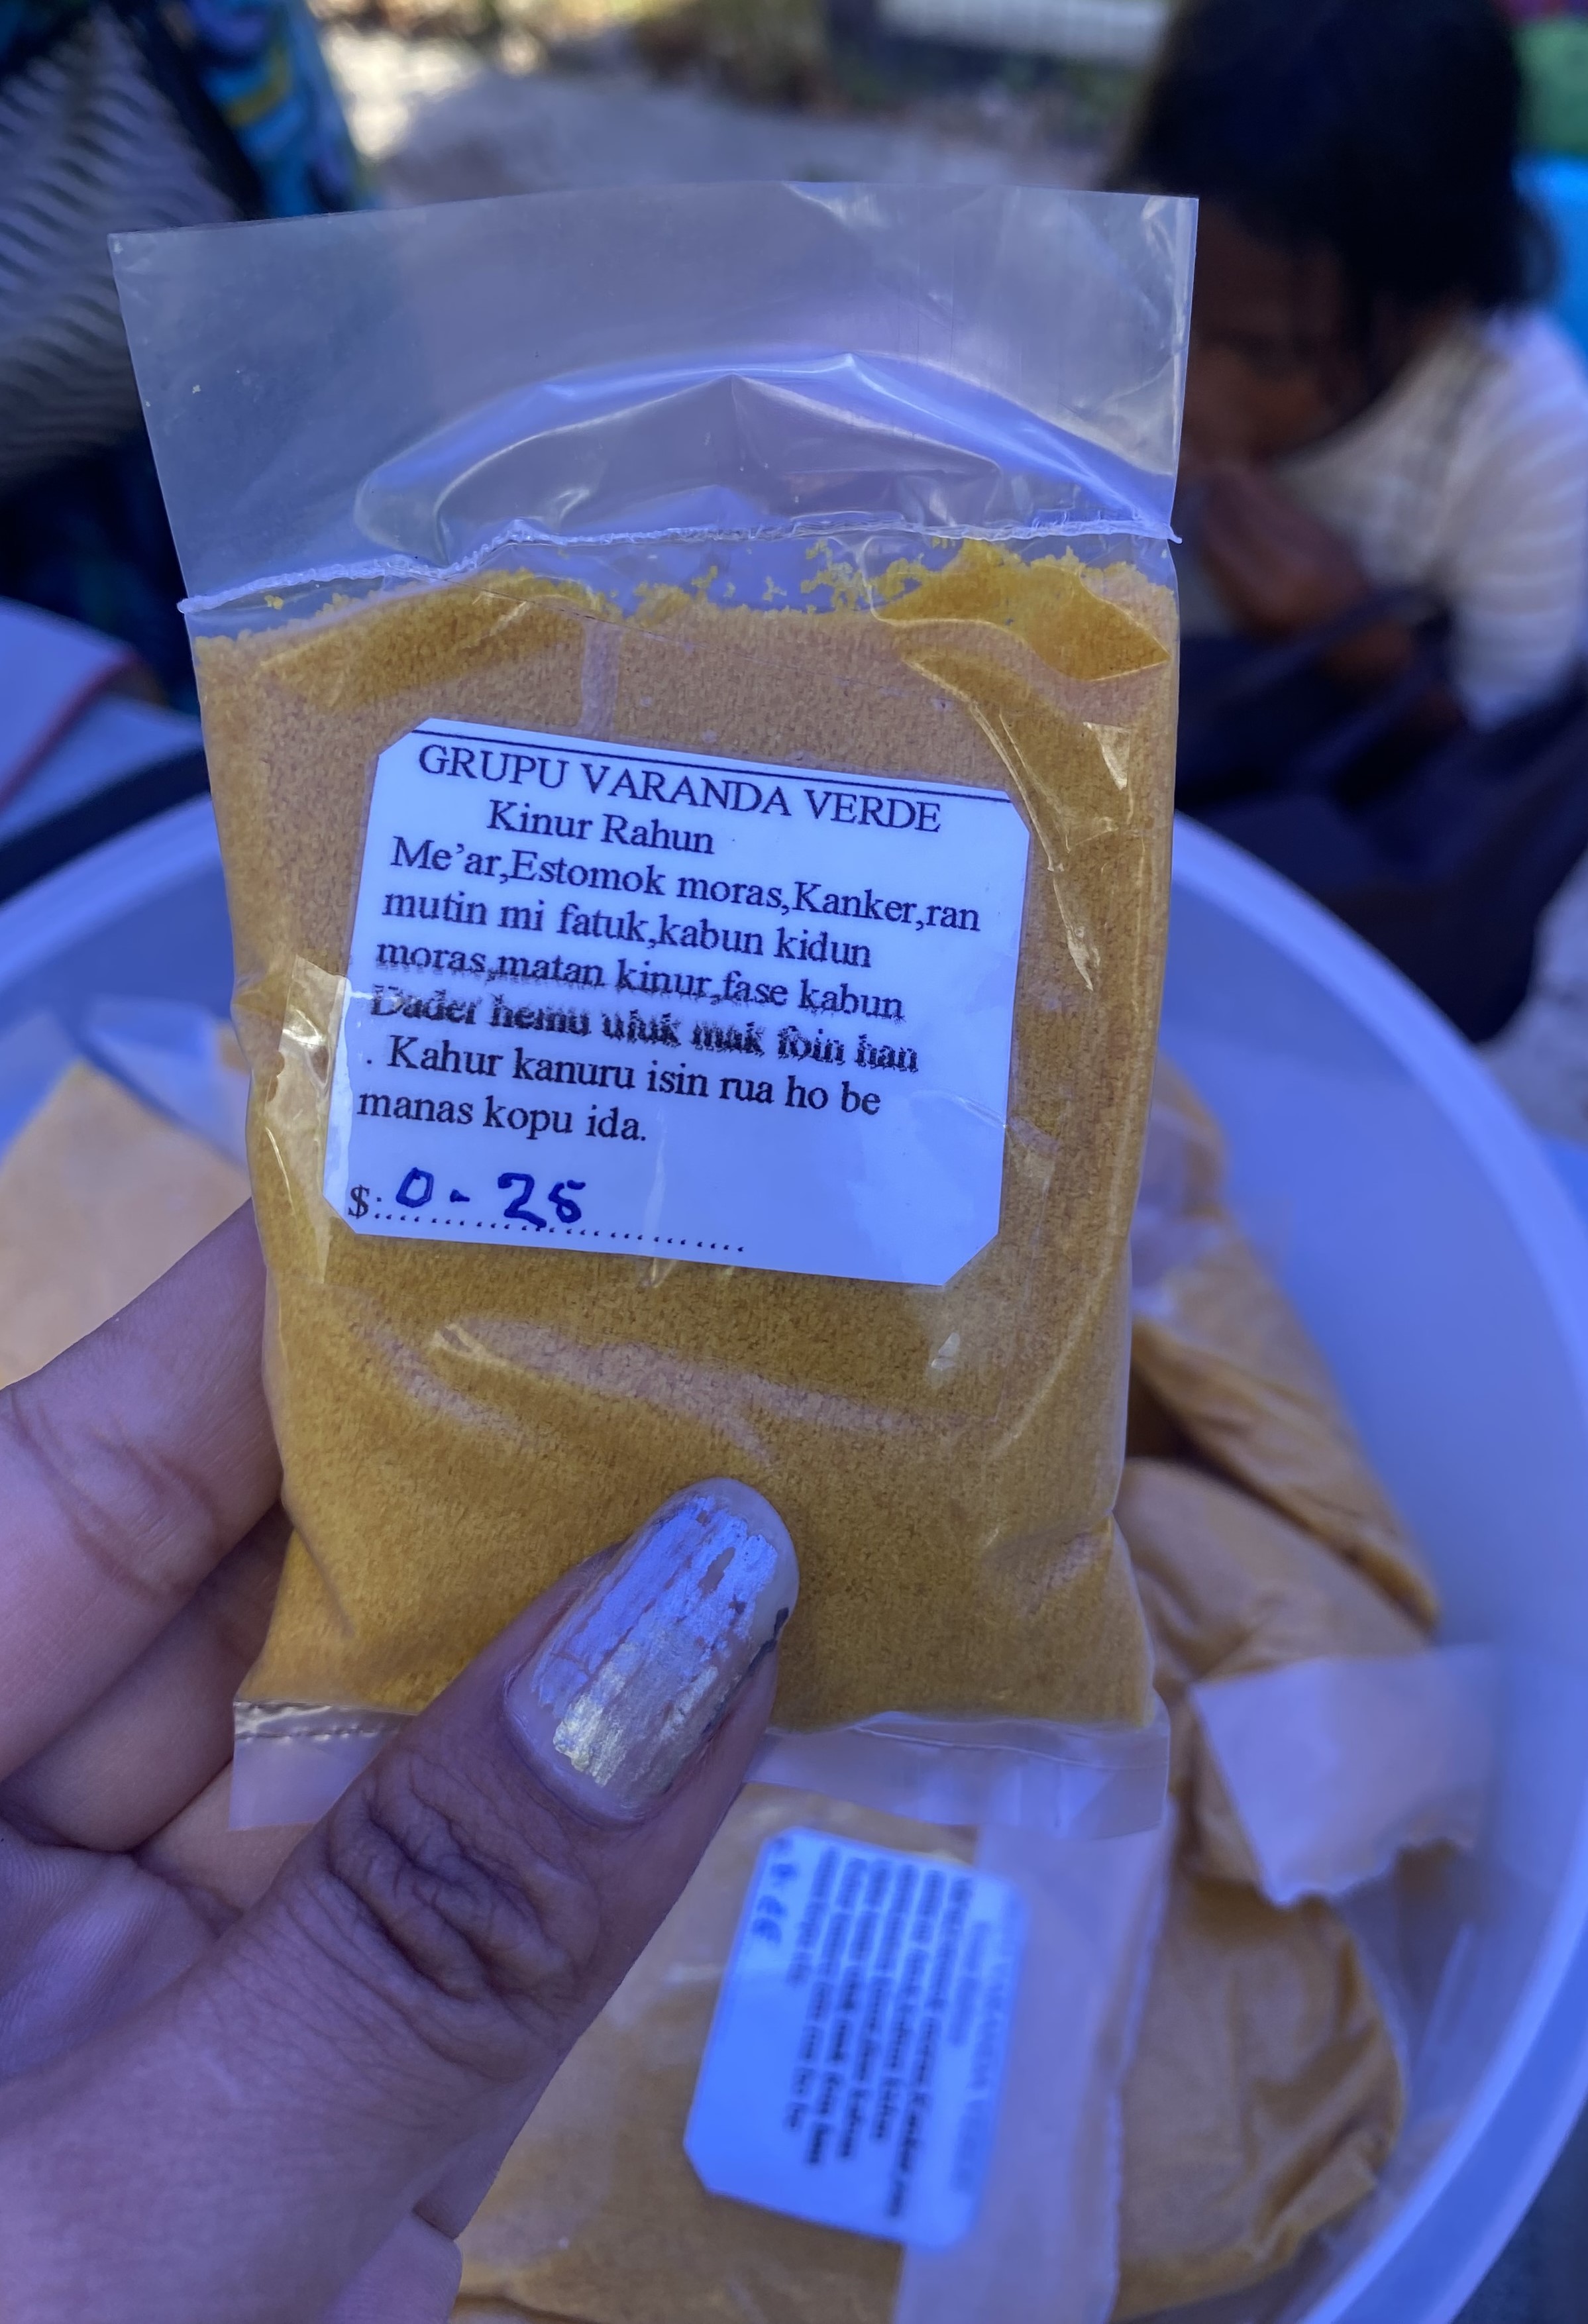 GRUPU VARANDA VERDE
Kinur Rahun
Me’ar,Estomok moras,Kanker,ran
mutin mi fatuk,kabun kidun
moras,matan kinur,fase kabun
Dader hemu uluk mak foin han
. Kahur kanuru isin rua ho be
manas kopu ida.
$: 0-25